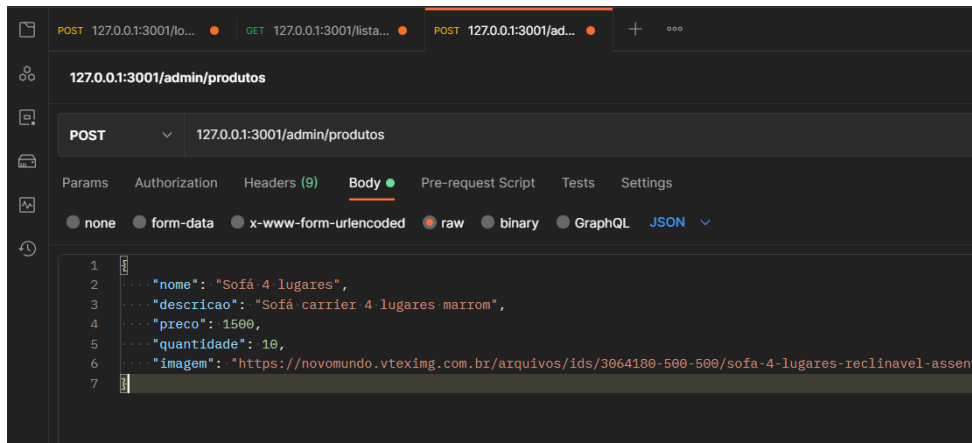 POST 127.0.0.1:3001/lo... GET 127.0.0.1:3001/lista... POST 127.0.0.1:3001/ad...
127.0.0.1:3001/admin/produtos
POST 127.0.0.1:3001/admin/produtos
Params Authorization Headers (9) Body Pre-request Script Tests Settings
none form-data x-www-form-urlencoded raw binary GraphQL JSON
1 {
2 "nome": "Sofá 4 lugares",
3 "descricao": "Sofá carrier 4 lugares marrom",
4 "preco": 1500,
5 "quantidade": 10,
6 "imagem": "https://novomundo.vteximg.com.br/arquivos/ids/3064180-500-500/sofa-4-lugares-reclinavel-assen
7 }